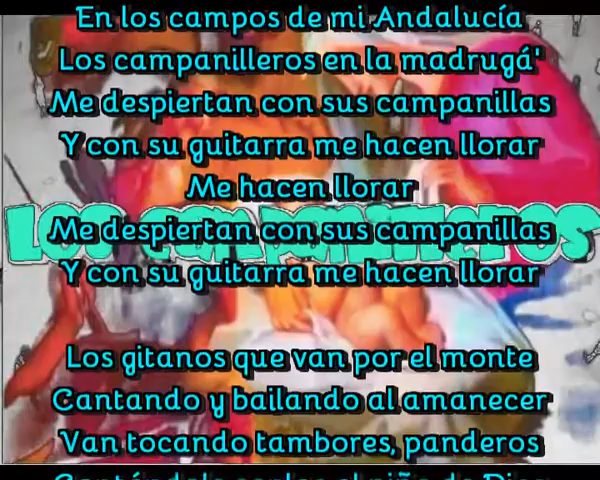 En los campos de mi Andalucía
Los campanilleros en la madrugá'
Me despiertan con sus campanillas
Y con su guitarra me hacen llorar
Me hacen llorar
LOS CAMPANILLEROS
Me despiertan con sus campanillas
Y con su guitarra me hacen llorar
Los gitanos que van por el monte
Cantando y bailando al amanecer
Van tocando tambores, panderos